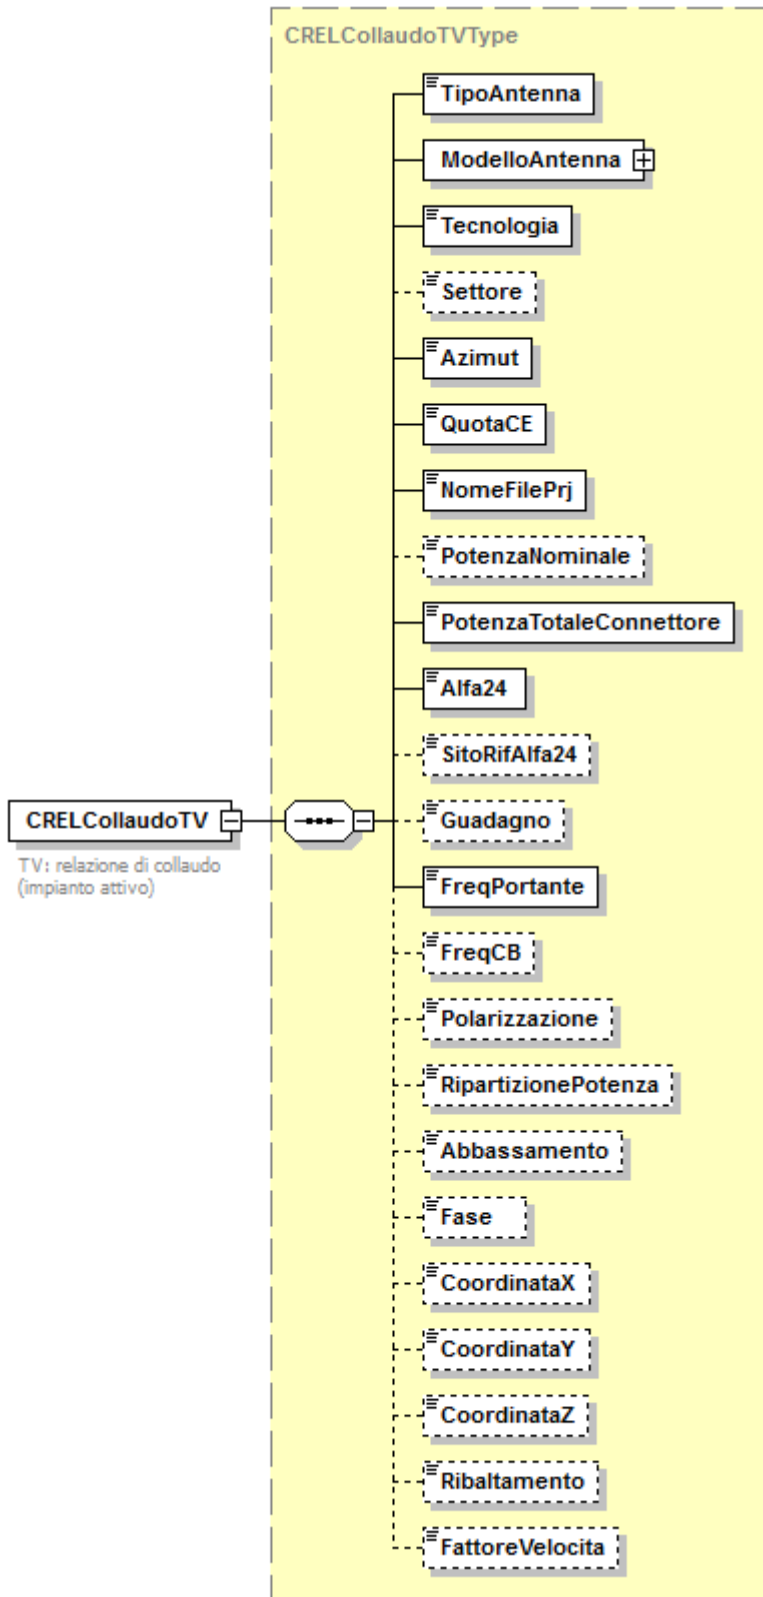 CRELCollaudoTVType
TipoAntenna
ModelloAntenna
Tecnologia
Settore
Azimut
QuotaCE
NomeFilePrj
PotenzaNominale
PotenzaTotaleConnettore
Alfa24
SitoRifAlfa24
CRELCollaudoTV
TV: relazione di collaudo
(impianto attivo)
Guadagno
FreqPortante
FreqCB
Polarizzazione
RipartizionePotenza
Abbassamento
Fase
CoordinataX
CoordinataY
CoordinataZ
Ribaltamento
FattoreVelocita